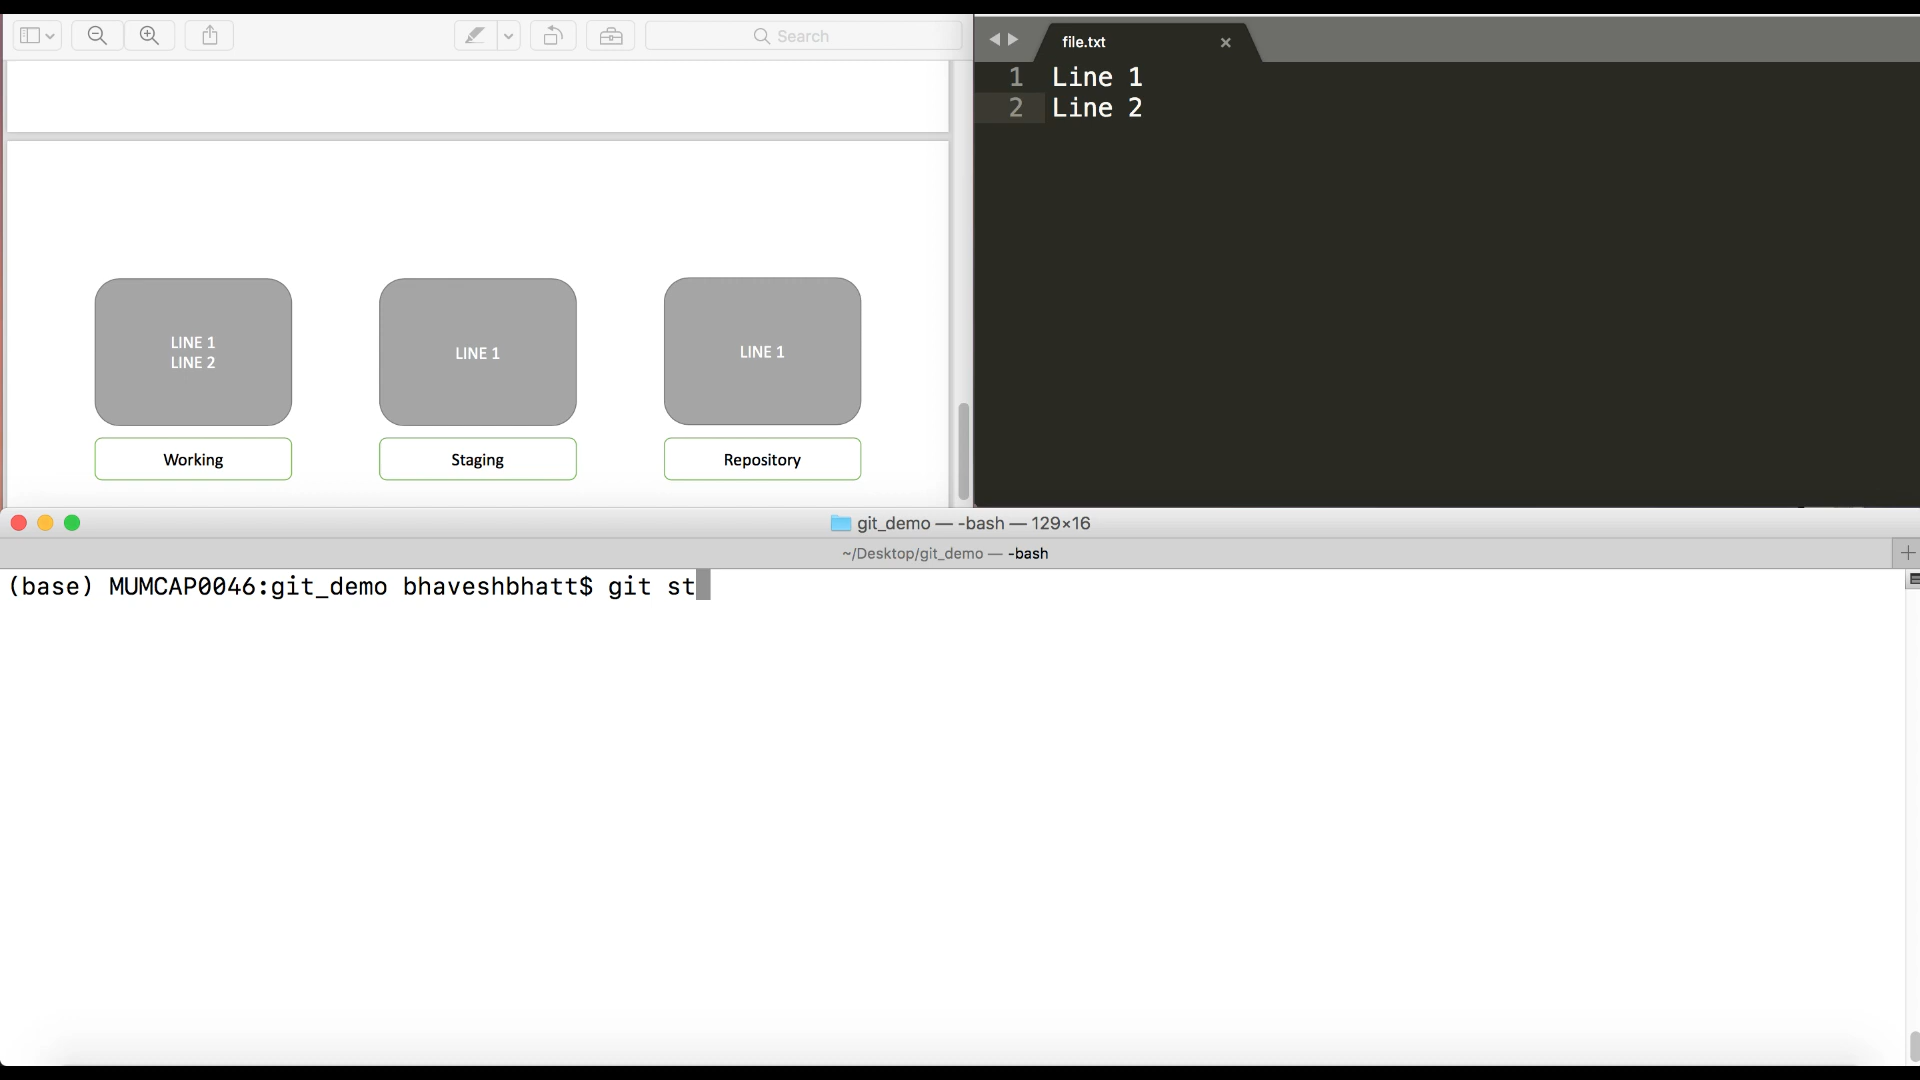 Search
file.txt
1 Line 1
2 Line 2
LINE 1
LINE 2
LINE 1
LINE 1
Working
Staging
Repository
git_demo — -bash — 129×16
~/Desktop/git_demo — -bash
(base) MUMCAP0046:git_demo bhaveshbhatt$ git st